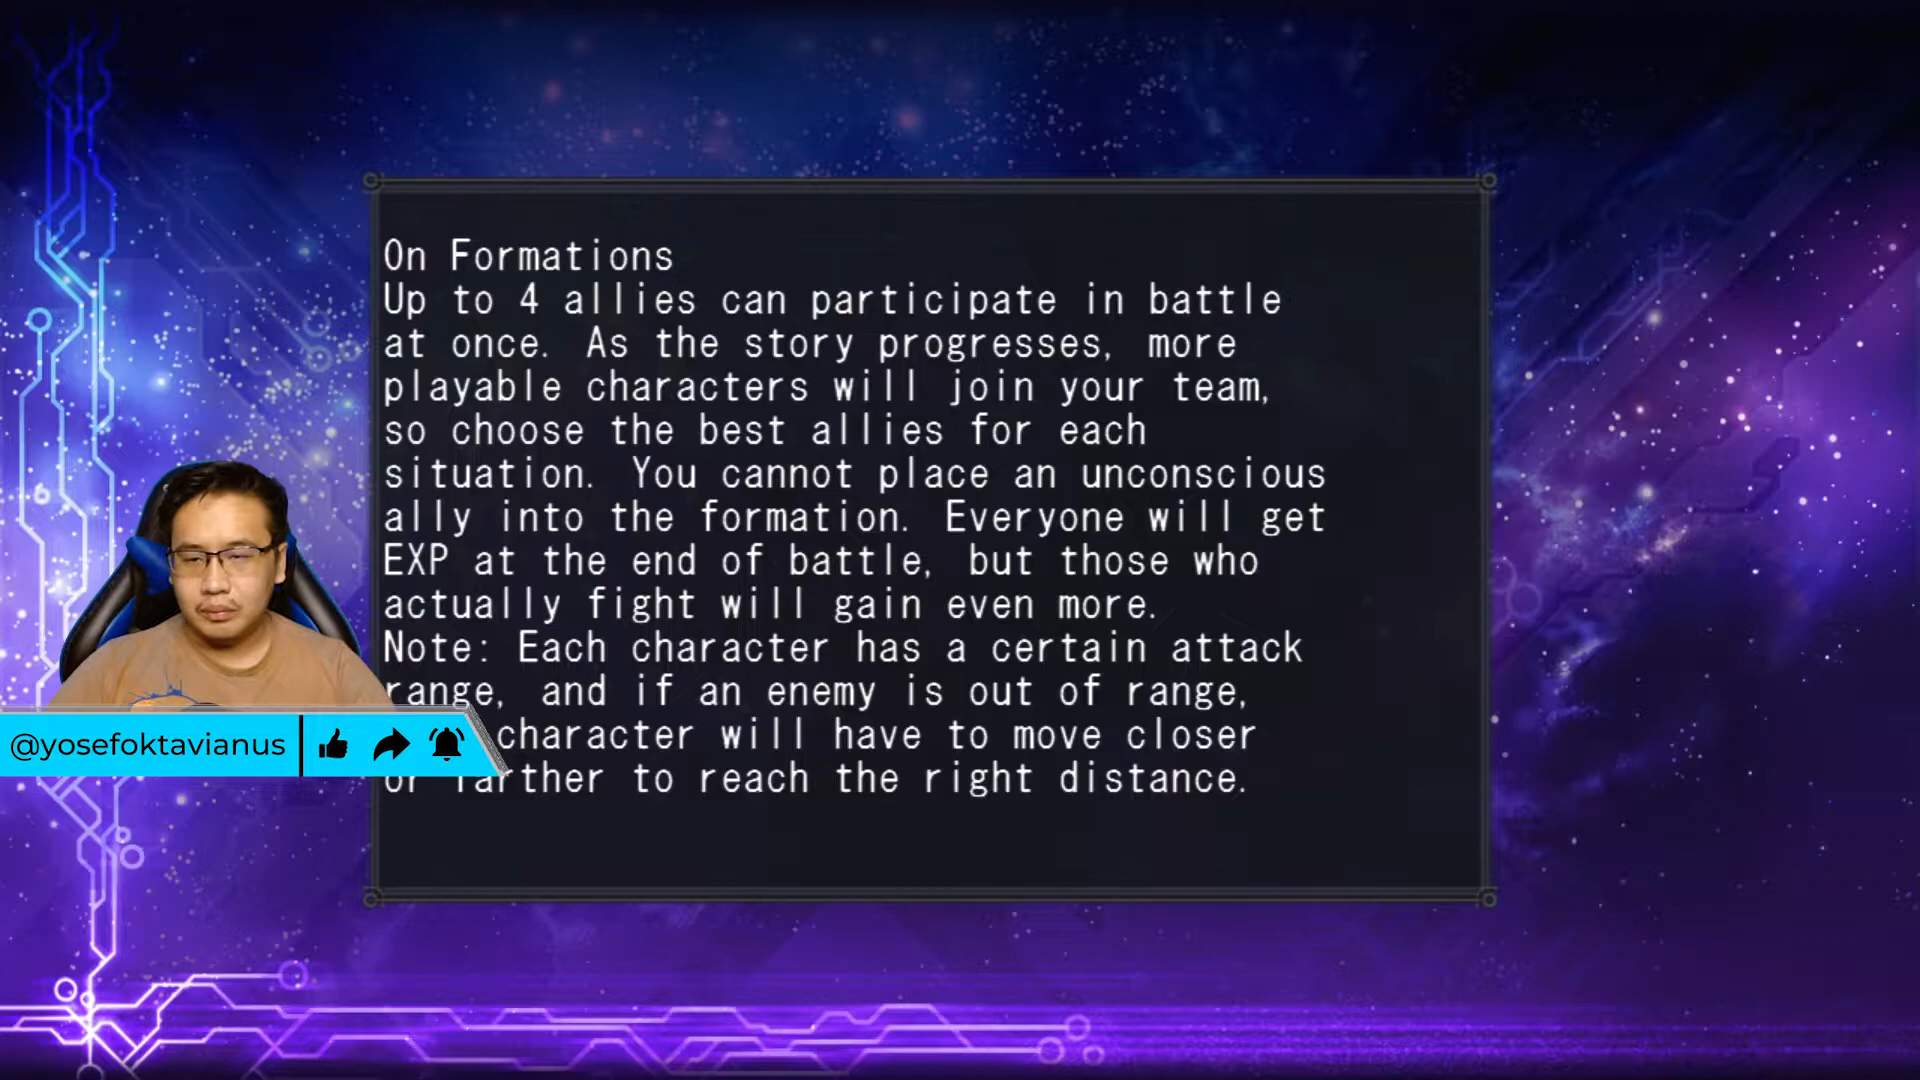 On Formations
Up to 4 allies can participate in battle
at once. As the story progresses, more
playable characters will join your team,
so choose the best allies for each
situation. You cannot place an unconscious
ally into the formation. Everyone will get
EXP at the end of battle, but those who
actually fight will gain even more.
Note: Each character has a certain attack
range, and if an enemy is out of range,
character will have to move closer
or farther to reach the right distance.
@yosefoktavianus